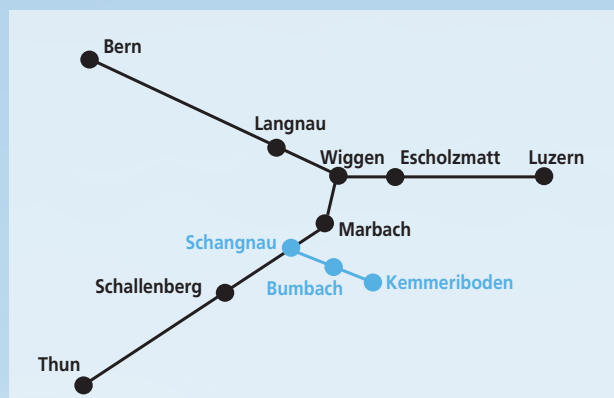 Bern
Langnau
Wiggen
Escholzmatt
Luzern
Marbach
Schangnau
Schallenberg
Bumbach
Kemmeriboden
Thun